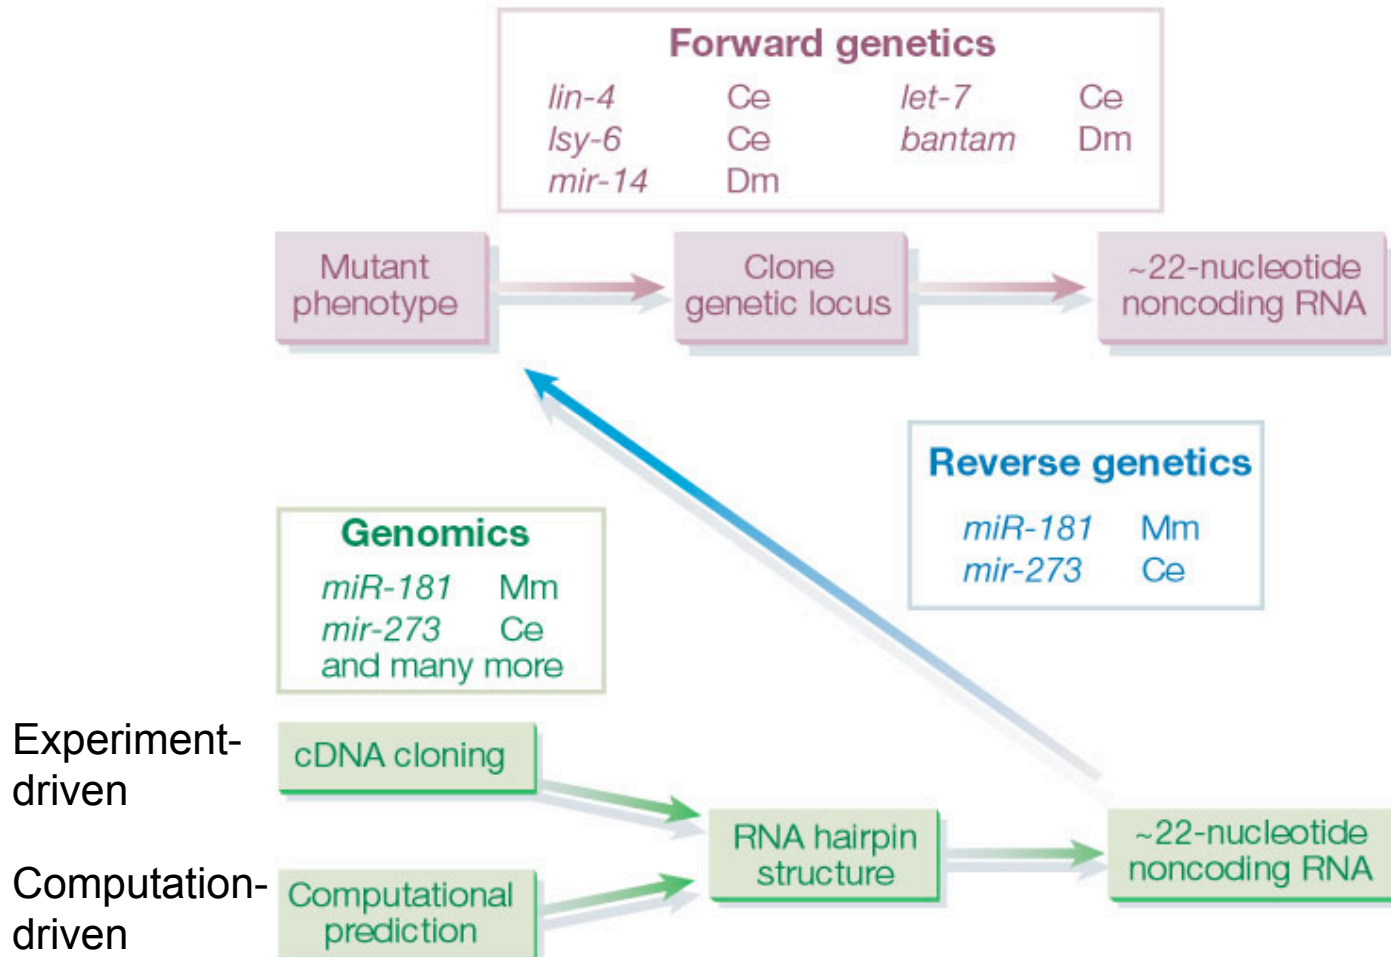 Forward genetics
lin-4 Ce let-7 Ce
lsy-6 Ce bantam Dm
mir-14 Dm
Mutant
phenotype
Clone
genetic locus
~22-nucleotide
noncoding RNA
Reverse genetics
miR-181 Mm
mir-273 Ce
Genomics
miR-181 Mm
mir-273 Ce
and many more
Experiment-
driven
cDNA cloning
Computation-
driven
Computational
prediction
RNA hairpin
structure
~22-nucleotide
noncoding RNA